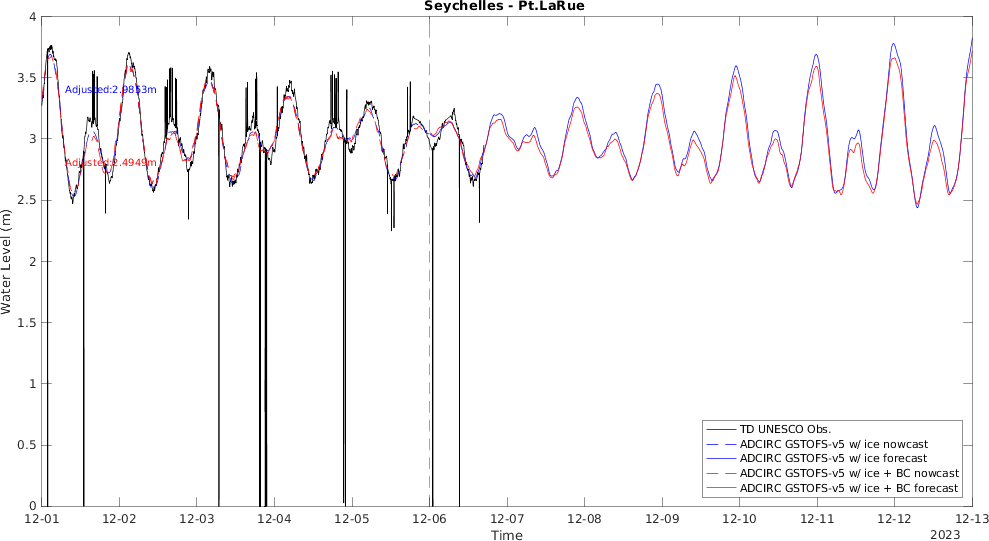 Seychelles - Pt.LaRue
4
3.5
3
2.5
2
1.5
1
0.5
0
Water Level (m)
Adjusted:2.9853m
Adjusted:2.4949m
TD UNESCO Obs.
ADCIRC GSTOFS-v5 w/ ice nowcast
ADCIRC GSTOFS-v5 w/ ice forecast
ADCIRC GSTOFS-v5 w/ ice + BC nowcast
ADCIRC GSTOFS-v5 w/ ice + BC forecast
12-01 12-02 12-03 12-04 12-05 12-06 12-07 12-08 12-09 12-10 12-11 12-12 12-13
Time
2023